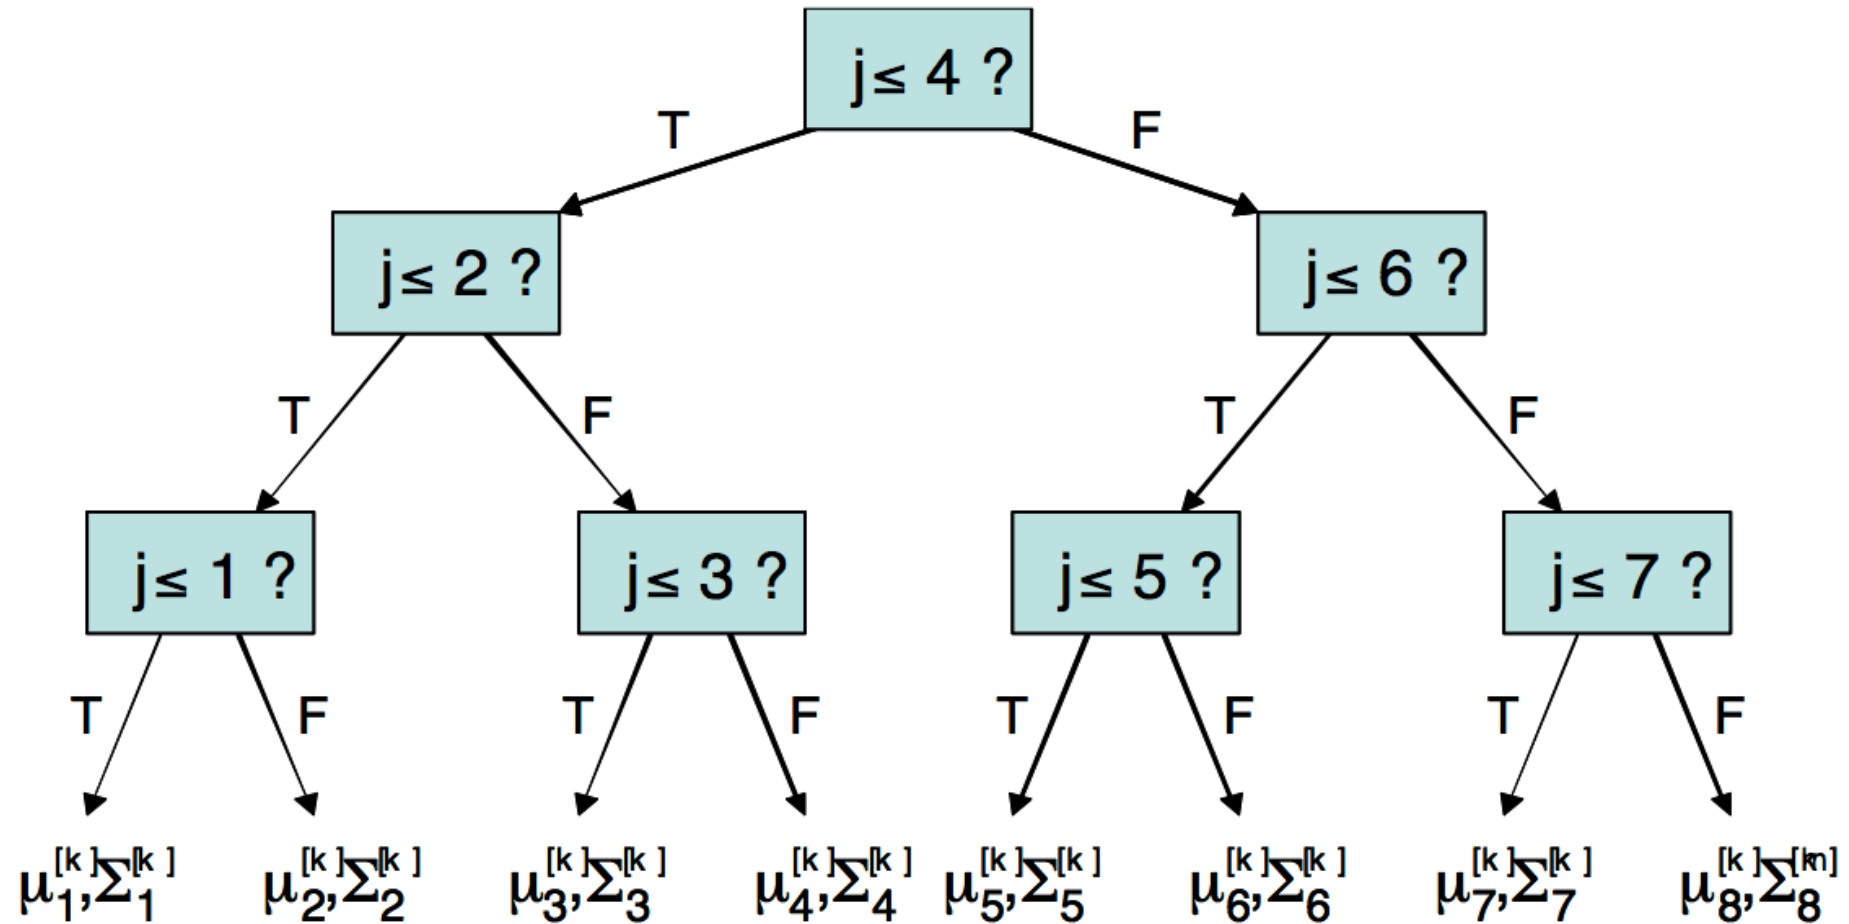 j≤ 4 ?
T F
j≤ 2 ? j≤ 6 ?
T F T F
j≤ 1 ? j≤ 3 ? j≤ 5 ? j≤ 7 ?
T F T F T F T F
μ₁^[k],Σ₁^[k] μ₂^[k],Σ₂^[k] μ₃^[k],Σ₃^[k] μ₄^[k],Σ₄^[k] μ₅^[k],Σ₅^[k] μ₆^[k],Σ₆^[k] μ₇^[k],Σ₇^[k] μ₈^[k],Σ₈